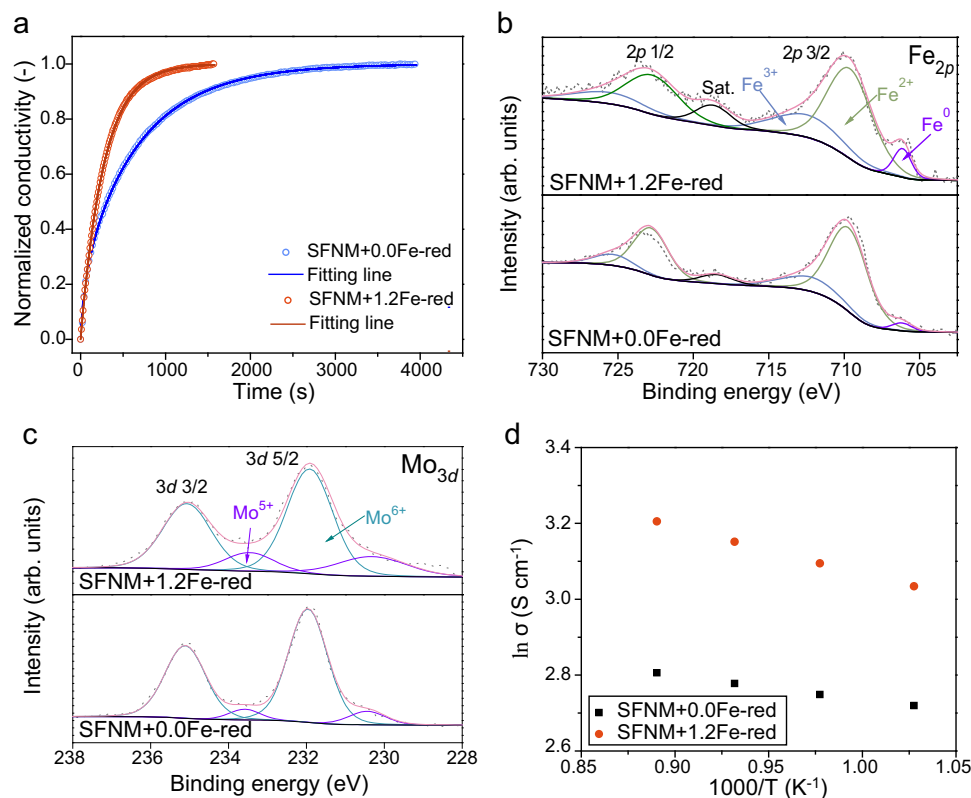 a
Normalized conductivity (-)
1.0
0.8
0.6
0.4
0.2
0.0
SFNM+0.0Fe-red
Fitting line
SFNM+1.2Fe-red
Fitting line
0 1000 2000 3000 4000
Time (s)
b
Intensity (arb. units)
2p 1/2 2p 3/2 Fe2p
Sat. Fe3+ Fe2+ Fe0
SFNM+1.2Fe-red
SFNM+0.0Fe-red
730 725 720 715 710 705
Binding energy (eV)
c
Intensity (arb. units)
3d 3/2 3d 5/2 Mo3d
Mo5+ Mo6+
SFNM+1.2Fe-red
SFNM+0.0Fe-red
238 236 234 232 230 228
Binding energy (eV)
d
ln σ (S cm⁻¹)
3.4
3.2
3.0
2.8
2.6
SFNM+0.0Fe-red
SFNM+1.2Fe-red
0.85 0.90 0.95 1.00 1.05
1000/T (K⁻¹)